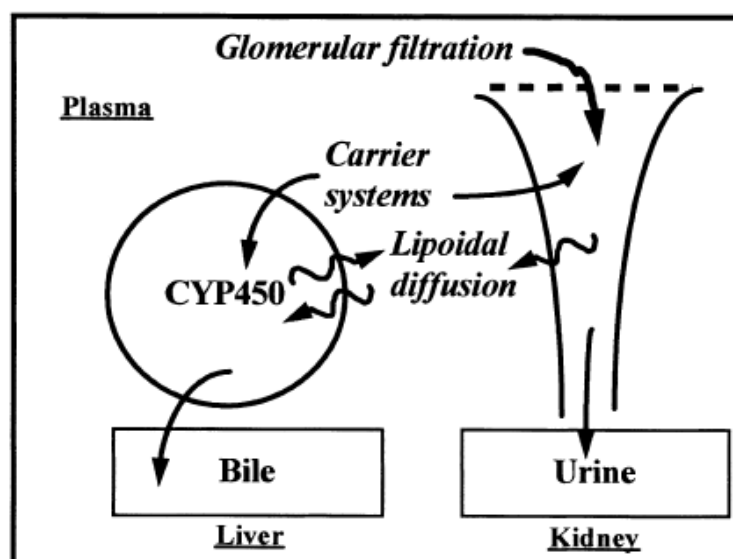 Glomerular filtration
Plasma
Carrier
systems
Lipoidal
diffusion
CYP450
Bile
Urine
Liver
Kidney